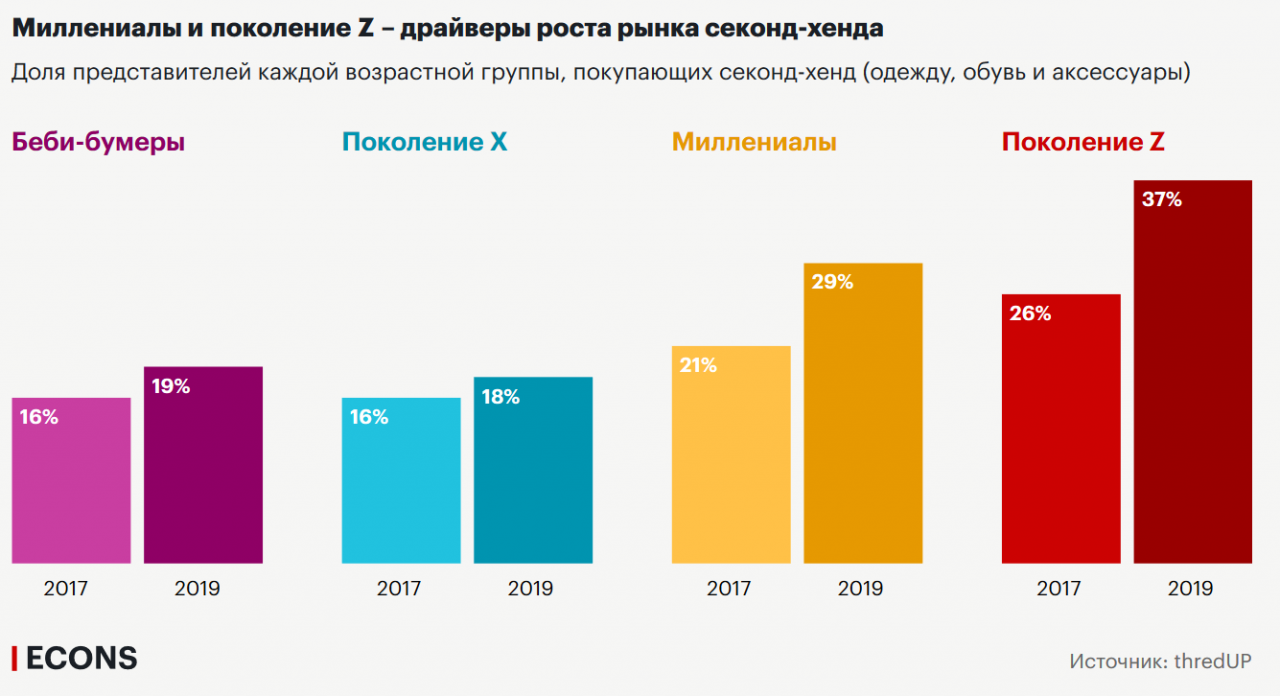 Миллениалы и поколение Z – драйверы роста рынка секонд-хенда
Доля представителей каждой возрастной группы, покупающих секонд-хенд (одежду, обувь и аксессуары)
Беби-бумеры
Поколение X
Миллениалы
Поколение Z
16%
19%
16%
18%
21%
29%
26%
37%
2017
2019
2017
2019
2017
2019
2017
2019
ECONS
Источник: thredUP